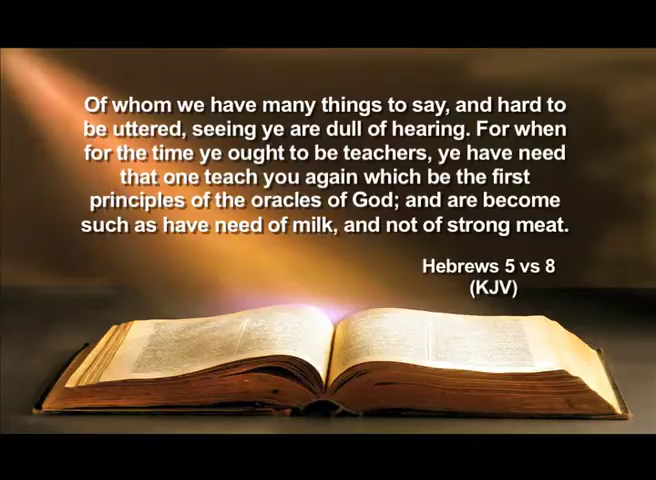 Of whom we have many things to say, and hard to
be uttered, seeing ye are dull of hearing. For when
for the time ye ought to be teachers, ye have need
that one teach you again which be the first
principles of the oracles of God; and are become
such as have need of milk, and not of strong meat.
Hebrews 5 vs 8
(KJV)